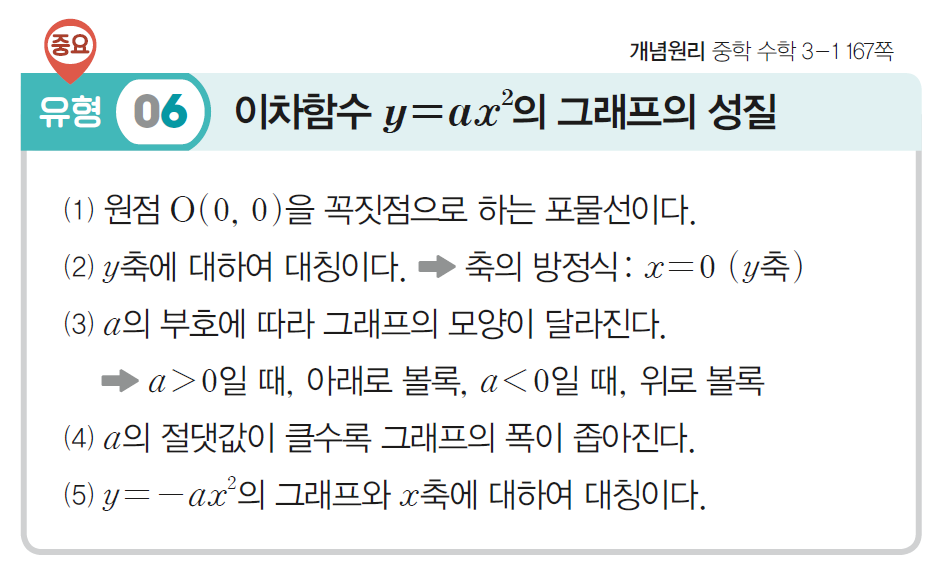 중요
개념원리 중학 수학 3-1 167쪽
유형 06 이차함수 y=ax²의 그래프의 성질
(1) 원점 O(0, 0)을 꼭짓점으로 하는 포물선이다.
(2) y축에 대하여 대칭이다. ➡ 축의 방정식: x=0 (y축)
(3) a의 부호에 따라 그래프의 모양이 달라진다.
➡ a>0일 때, 아래로 볼록, a<0일 때, 위로 볼록
(4) a의 절댓값이 클수록 그래프의 폭이 좁아진다.
(5) y=-ax²의 그래프와 x축에 대하여 대칭이다.